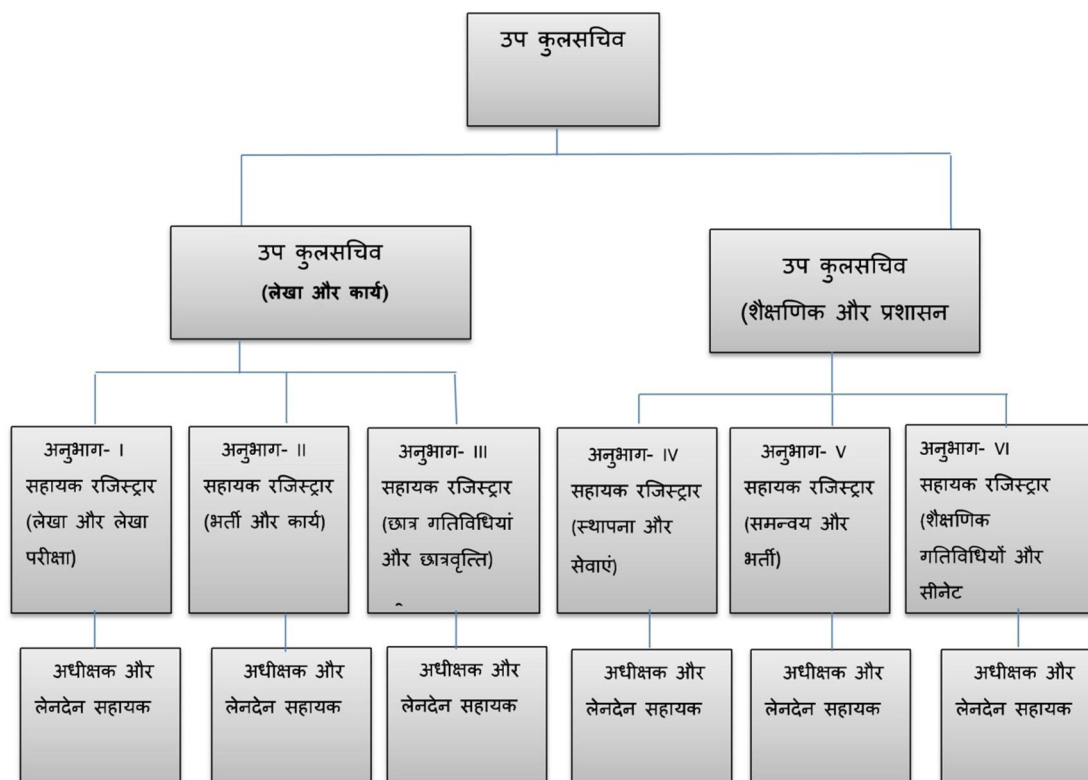 उप कुलसचिव
उप कुलसचिव
(लेखा और कार्य)
उप कुलसचिव
(शैक्षणिक और प्रशासन
अनुभाग- I
सहायक रजिस्ट्रार
(लेखा और लेखा
परीक्षा)
अनुभाग- II
सहायक रजिस्ट्रार
(भर्ती और कार्य)
अनुभाग- III
सहायक रजिस्ट्रार
(छात्र गतिविधियां
और छात्रवृत्ति)
अनुभाग- IV
सहायक रजिस्ट्रार
(स्थापना और
सेवाएं)
अनुभाग- V
सहायक रजिस्ट्रार
(समन्वय और
भर्ती)
अनुभाग- VI
सहायक रजिस्ट्रार
(शैक्षणिक
गतिविधियों और
सीनेट
अधीक्षक और
लेनदेन सहायक
अधीक्षक और
लेनदेन सहायक
अधीक्षक और
लेनदेन सहायक
अधीक्षक और
लेनदेन सहायक
अधीक्षक और
लेनदेन सहायक
अधीक्षक और
लेनदेन सहायक